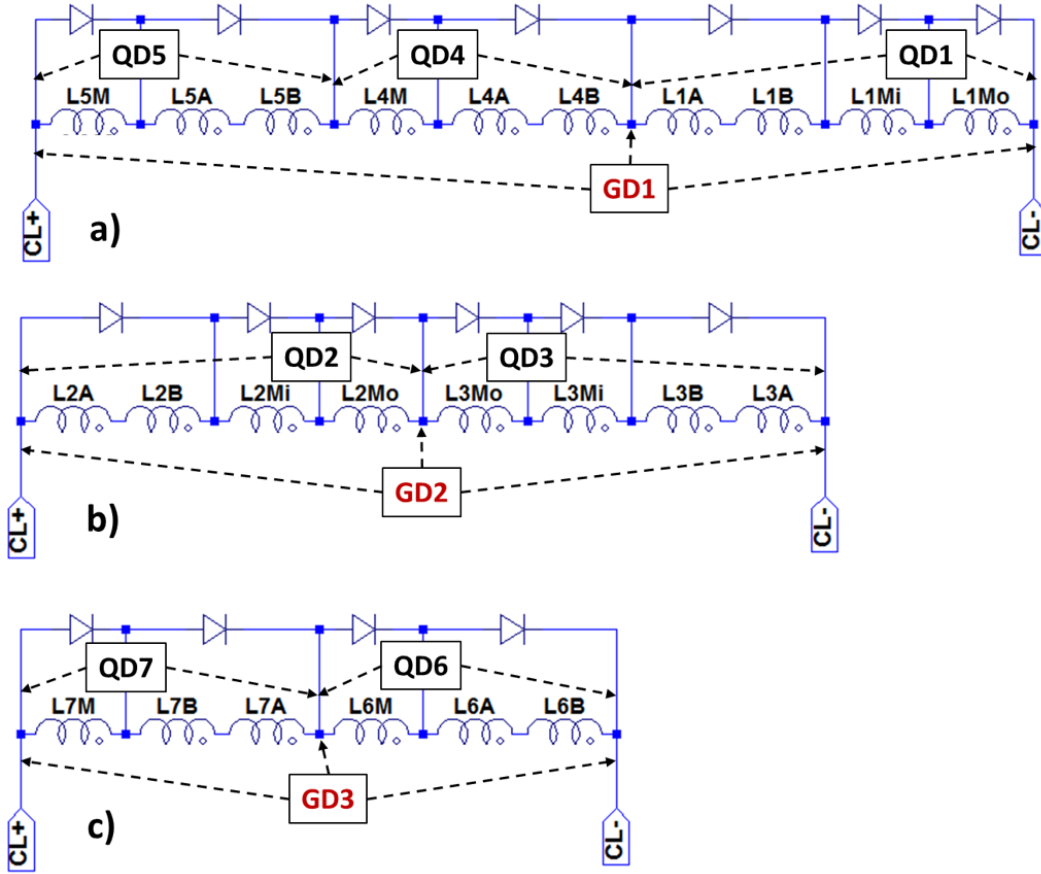 QD5 QD4 QD1
L5M L5A L5B L4M L4A L4B L1A L1B L1Mi L1Mo
GD1
CL+ a) CL-
QD2 QD3
L2A L2B L2Mi L2Mo L3Mo L3Mi L3B L3A
GD2
CL+ b) CL-
QD7 QD6
L7M L7B L7A L6M L6A L6B
GD3
CL+ c) CL-